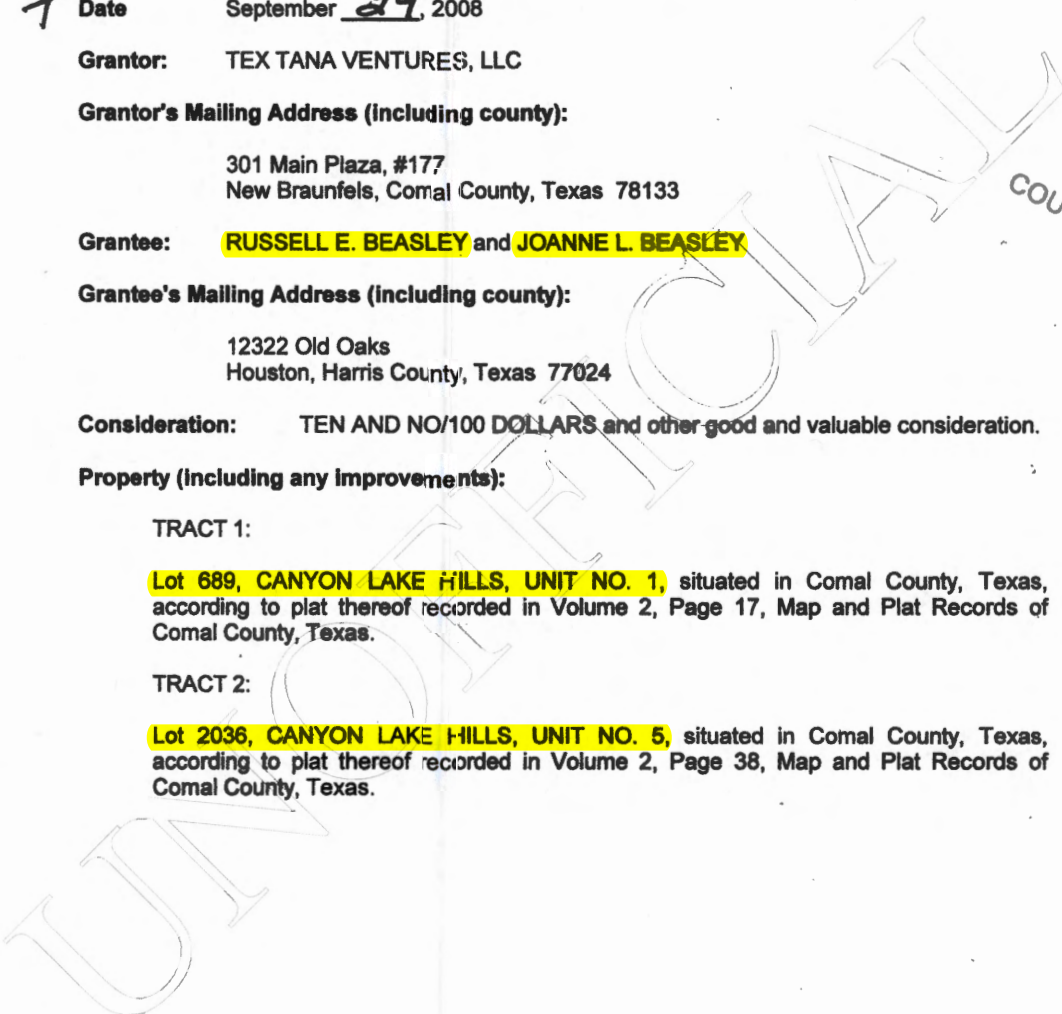 Date September 27, 2008
Grantor: TEX TANA VENTURES, LLC
Grantor's Mailing Address (including county):
301 Main Plaza, #177
New Braunfels, Comal County, Texas 78133
COU
Grantee: RUSSELL E. BEASLEY and JOANNE L. BEASLEY
Grantee's Mailing Address (including county):
12322 Old Oaks
Houston, Harris County, Texas 77024
Consideration: TEN AND NO/100 DOLLARS and other good and valuable consideration.
Property (including any improvements):
TRACT 1:
Lot 689, CANYON LAKE HILLS, UNIT NO. 1, situated in Comal County, Texas,
according to plat thereof recorded in Volume 2, Page 17, Map and Plat Records of
Comal County, Texas.
TRACT 2:
Lot 2036, CANYON LAKE HILLS, UNIT NO. 5, situated in Comal County, Texas,
according to plat thereof recorded in Volume 2, Page 38, Map and Plat Records of
Comal County, Texas.
UNOFFICIAL